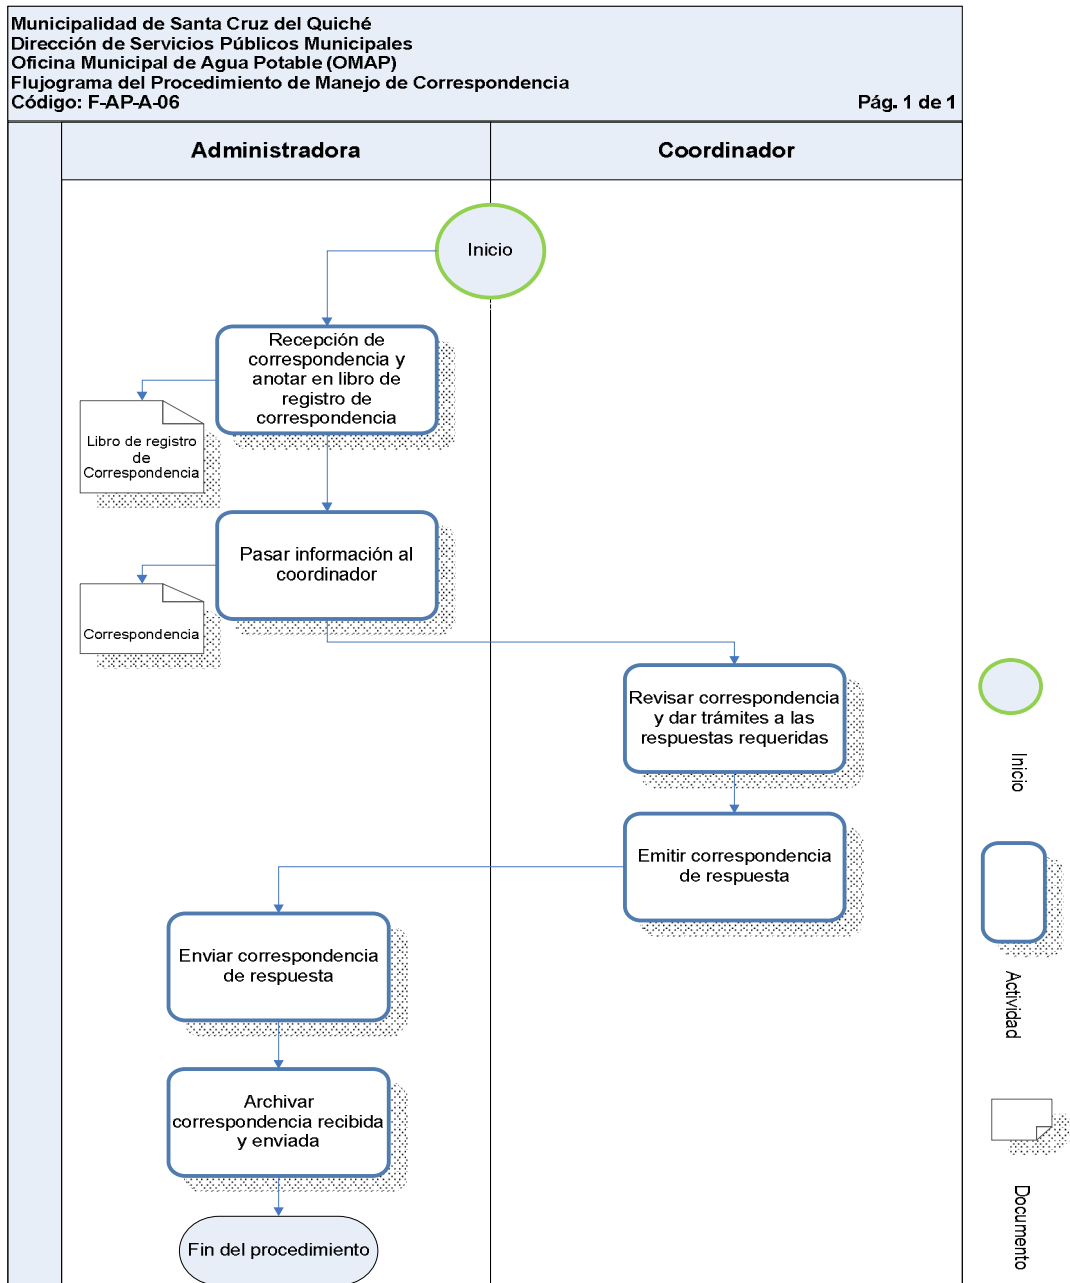 Municipalidad de Santa Cruz del Quiché
Dirección de Servicios Públicos Municipales
Oficina Municipal de Agua Potable (OMAP)
Flujograma del Procedimiento de Manejo de Correspondencia
Código: F-AP-A-06
Pág. 1 de 1
Administradora
Coordinador
Inicio
Recepción de
correspondencia y
anotar en libro de
registro de
correspondencia
Libro de registro
de
Correspondencia
Pasar información al
coordinador
Correspondencia
Revisar correspondencia
y dar trámites a las
respuestas requeridas
Emitir correspondencia
de respuesta
Enviar correspondencia
de respuesta
Archivar
correspondencia recibida
y enviada
Fin del procedimiento
Inicio
Actividad
Documento